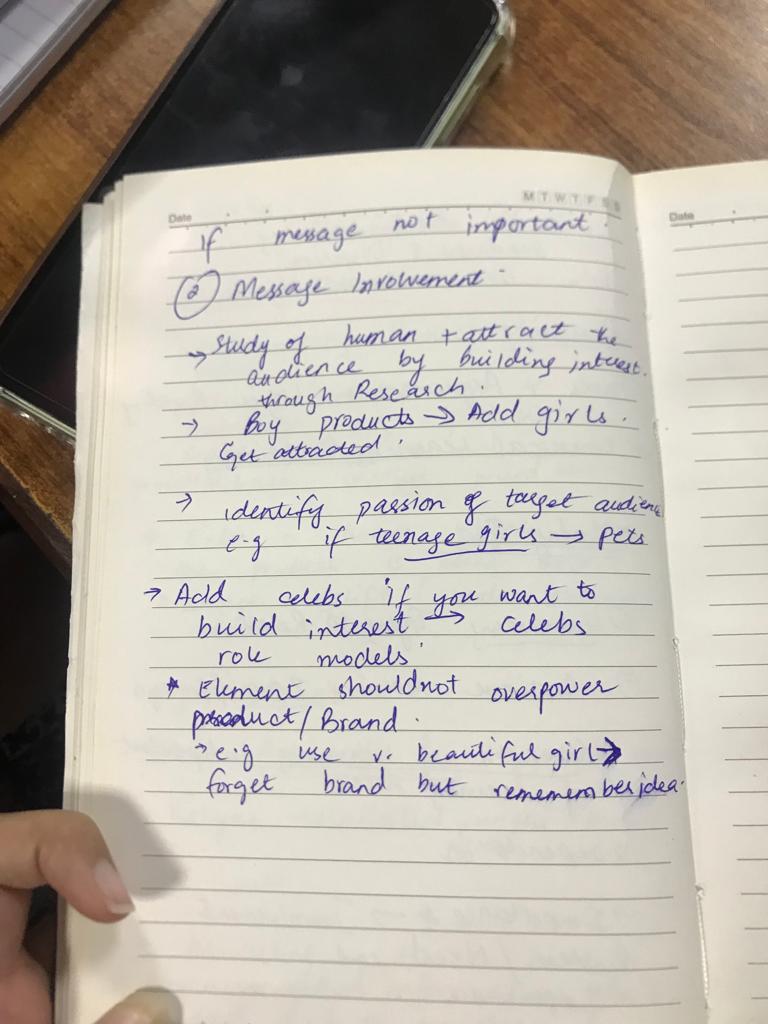 Date
M T W T F S S
Date
If message not important.
② Message Involvement.
→ Study of human + attract the
audience by building interest.
through Research.
→ Boy products → Add girls.
Get attracted.
→ identify passion of target audience
e.g if teenage girls → pets
→ Add celebs if you want to
build interest → celebs
role models.
* Element shouldnot overpower
product/Brand.
→ e.g use v. beautiful girl →
forget brand but rememember idea.